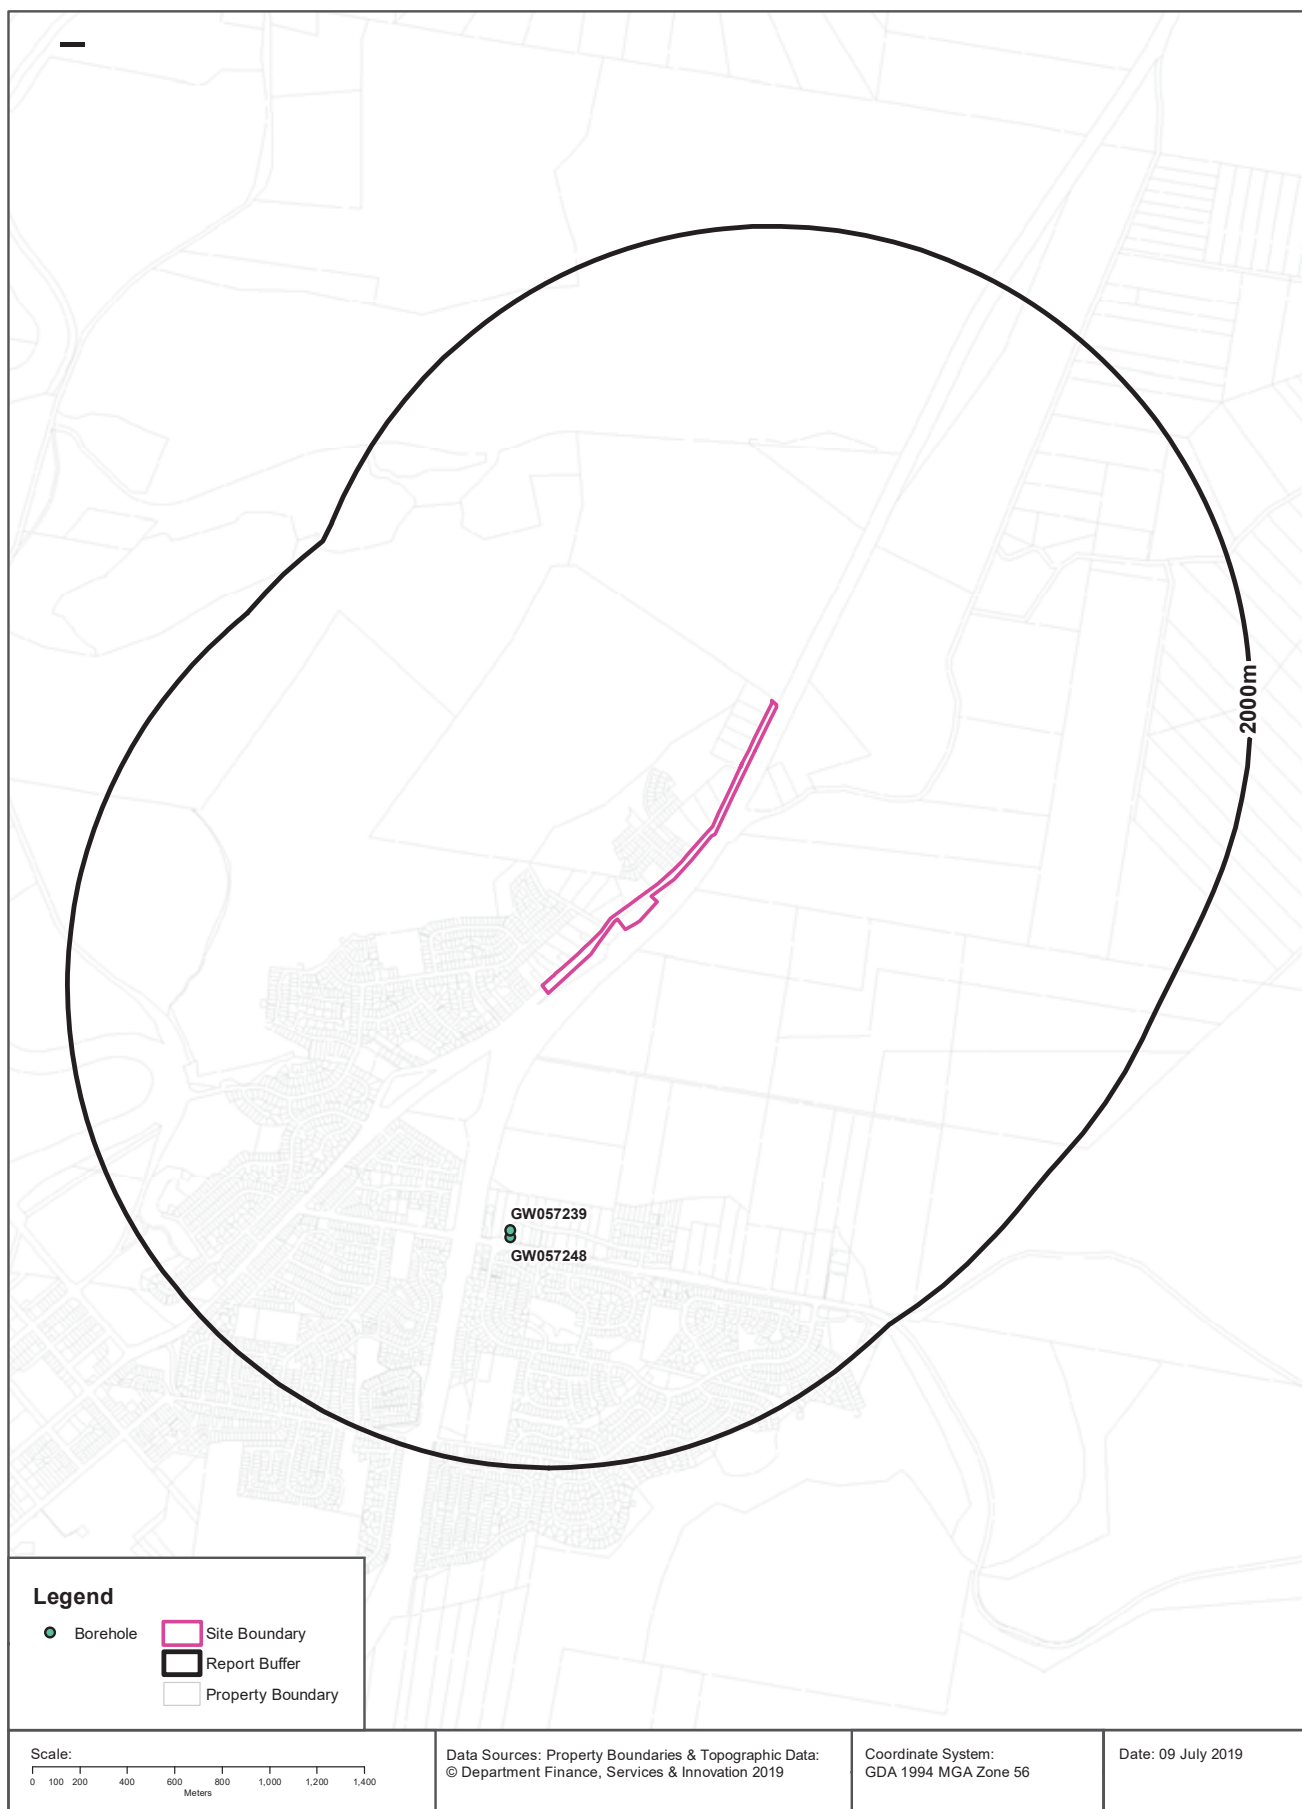 2000m
GW057239
GW057248
Legend
Borehole
Site Boundary
Report Buffer
Property Boundary
Scale:
0 100 200 400 600 800 1,000 1,200 1,400
Meters
Data Sources: Property Boundaries & Topographic Data:
© Department Finance, Services & Innovation 2019
Coordinate System:
GDA 1994 MGA Zone 56
Date: 09 July 2019